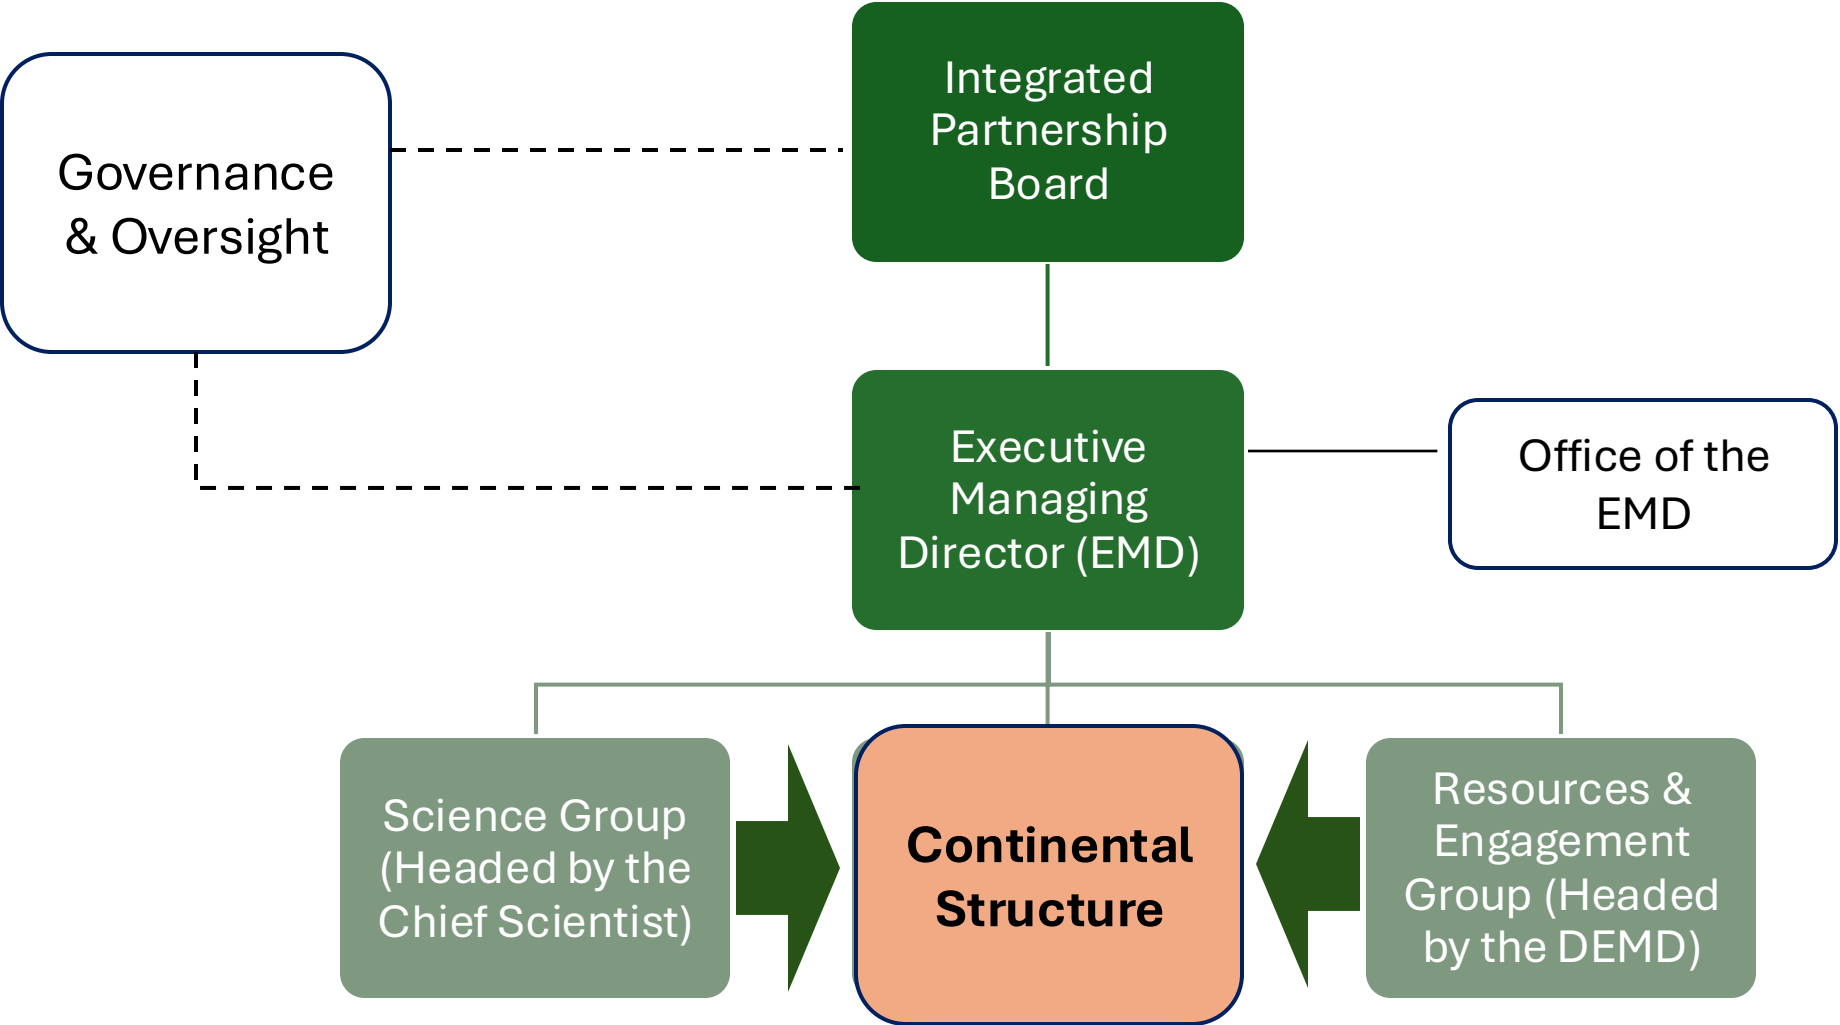 Integrated
Partnership
Board
Governance
& Oversight
Executive
Managing
Director (EMD)
Office of the
EMD
Science Group
(Headed by the
Chief Scientist)
Continental
Structure
Resources &
Engagement
Group (Headed
by the DEMD)